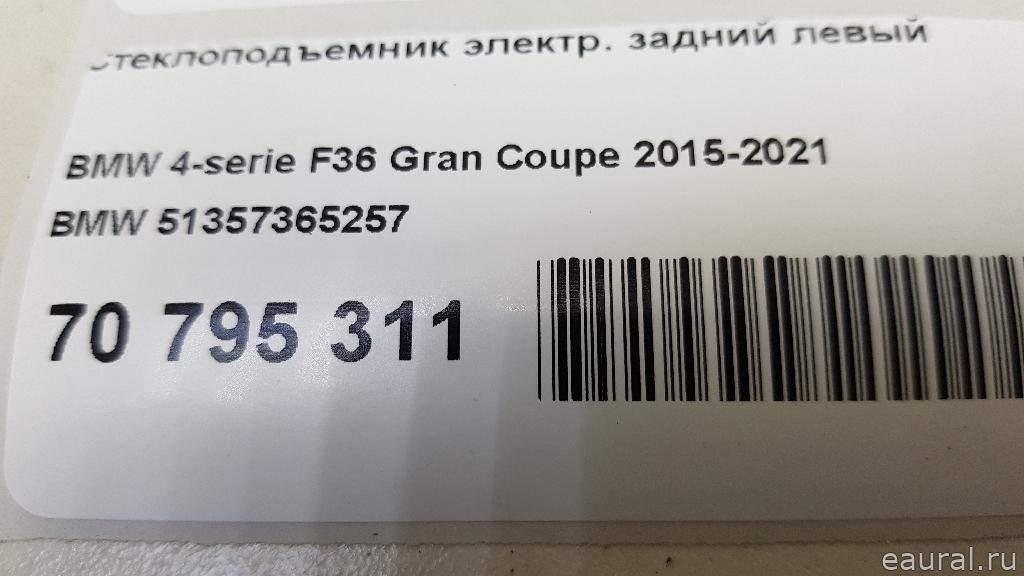 Стеклоподъемник электр. задний левый
BMW 4-serie F36 Gran Coupe 2015-2021
BMW 51357365257
70 795 311
eaural.ru